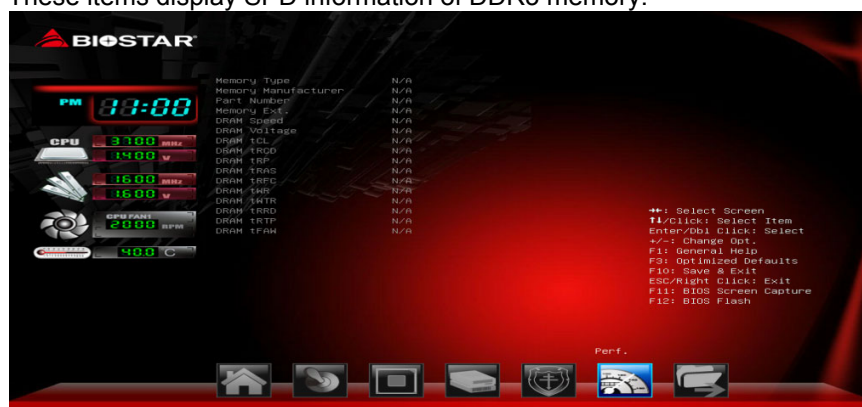 These items display SPD information of DDR3 memory.
BIOSTAR
Memory Type N/A
Memory Manufacturer N/A
Part Number N/A
Memory Ext. N/A
DRAM Speed N/A
DRAM Voltage N/A
DRAM tCL N/A
DRAM tRCD N/A
DRAM tRP N/A
DRAM tRAS N/A
DRAM tRFC N/A
DRAM tWR N/A
DRAM tWTR N/A
DRAM tRRD N/A
DRAM tRTP N/A
DRAM tFAW N/A
PM 11:00
CPU 3700 MHz
1.400 V
1600 MHz
1.600 V
CPU FAN1
2000 RPM
40.0 C
→←: Select Screen
↑↓/Click: Select Item
Enter/Dbl Click: Select
+/-: Change Opt.
F1: General Help
F3: Optimized Defaults
F10: Save & Exit
ESC/Right Click: Exit
F11: BIOS Screen Capture
F12: BIOS Flash
Perf.